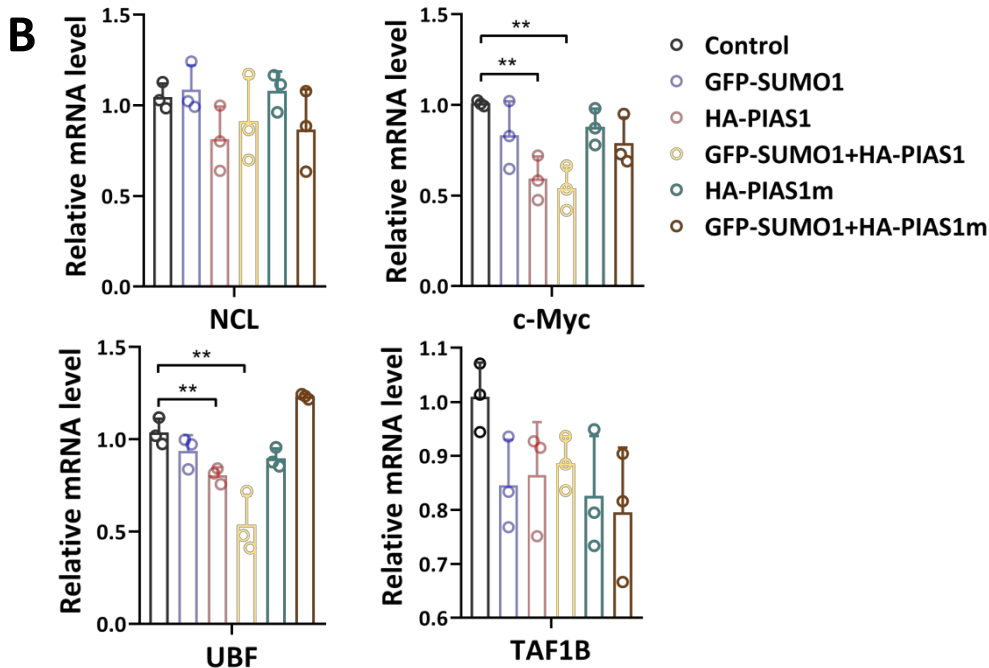 B
Relative mRNA level
1.5
1.0
0.5
0.0
NCL
Relative mRNA level
1.5
1.0
0.5
0.0
**
**
c-Myc
Control
GFP-SUMO1
HA-PIAS1
GFP-SUMO1+HA-PIAS1
HA-PIAS1m
GFP-SUMO1+HA-PIAS1m
Relative mRNA level
1.5
1.0
0.5
0.0
**
**
UBF
Relative mRNA level
1.1
1.0
0.9
0.8
0.7
0.6
TAF1B